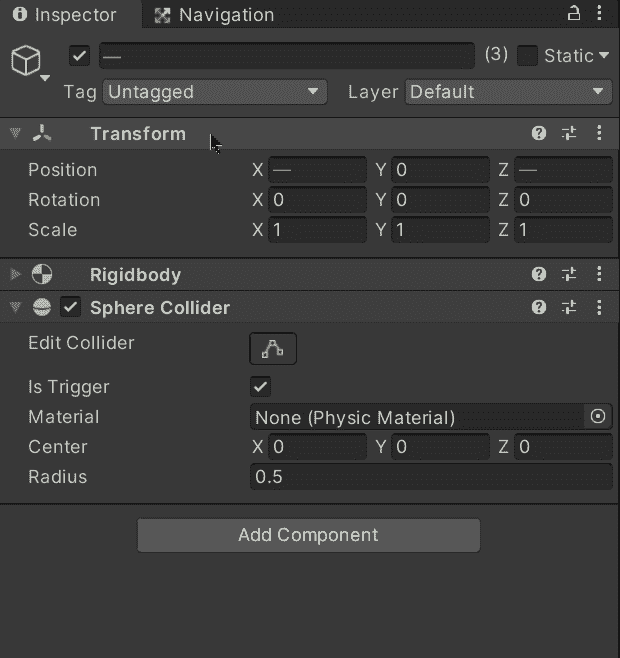 Inspector Navigation
— (3) Static
Tag Untagged Layer Default
Transform
Position X — Y 0 Z —
Rotation X 0 Y 0 Z 0
Scale X 1 Y 1 Z 1
Rigidbody
Sphere Collider
Edit Collider
Is Trigger
Material None (Physic Material)
Center X 0 Y 0 Z 0
Radius 0.5
Add Component